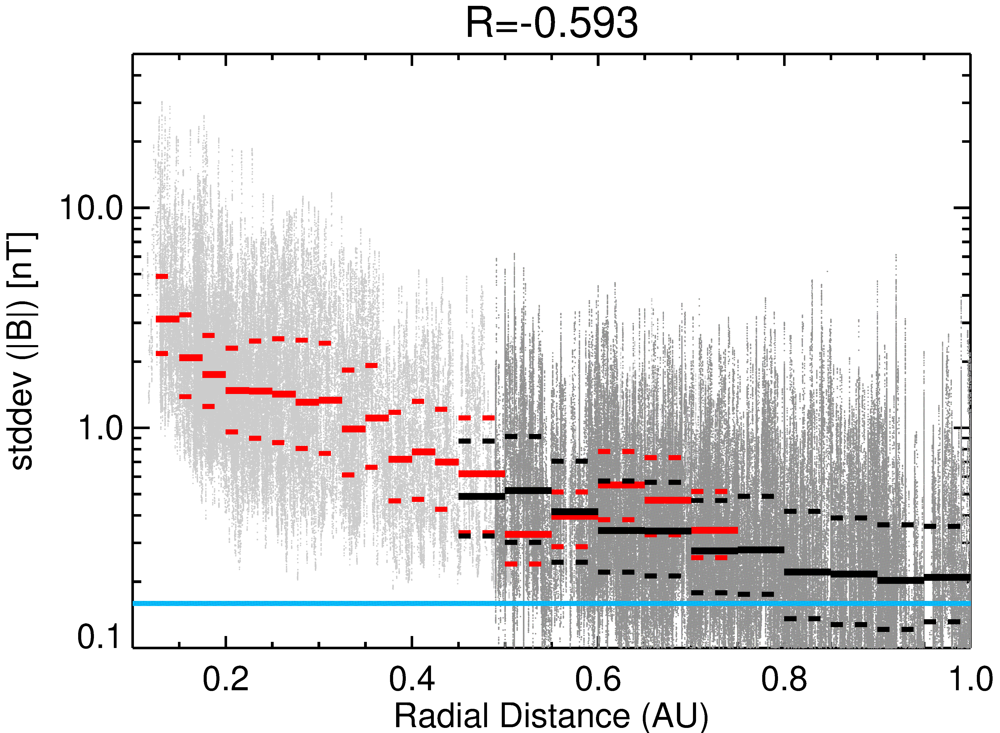 R=-0.593
stddev (|B|) [nT]
10.0
1.0
0.1
0.2 0.4 0.6 0.8 1.0
Radial Distance (AU)